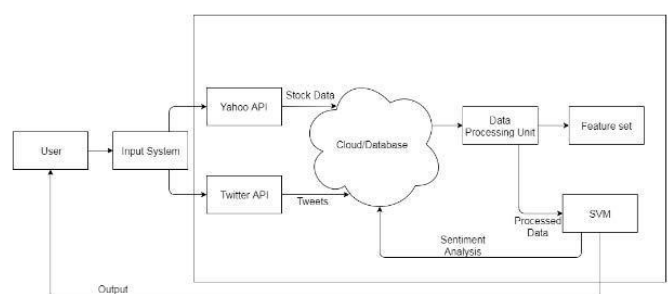 User
Input System
Yahoo API
Stock Data
Twitter API
Tweets
Cloud/Database
Data
Processing Unit
Feature set
Processed
Data
SVM
Sentiment
Analysis
Output